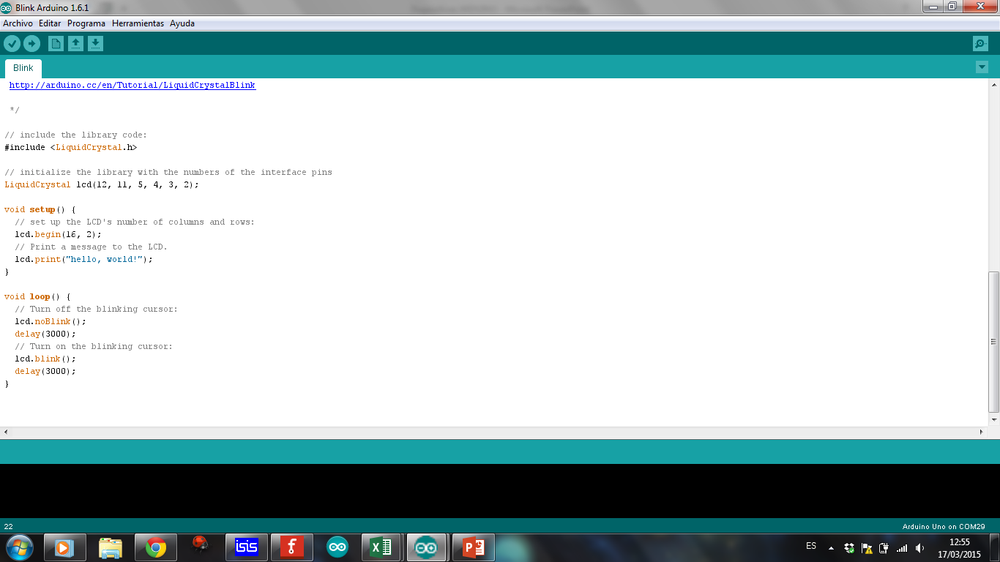 Blink Arduino 1.6.1
Archivo Editar Programa Herramientas Ayuda
Blink
http://arduino.cc/en/Tutorial/LiquidCrystalBlink
*/
// include the library code:
#include <LiquidCrystal.h>
// initialize the library with the numbers of the interface pins
LiquidCrystal lcd(12, 11, 5, 4, 3, 2);
void setup() {
// set up the LCD's number of columns and rows:
lcd.begin(16, 2);
// Print a message to the LCD.
lcd.print("hello, world!");
}
void loop() {
// Turn off the blinking cursor:
lcd.noBlink();
delay(3000);
// Turn on the blinking cursor:
lcd.blink();
delay(3000);
}
22
Arduino Uno on COM29
isis
f
X
P
ES
12:55
17/03/2015